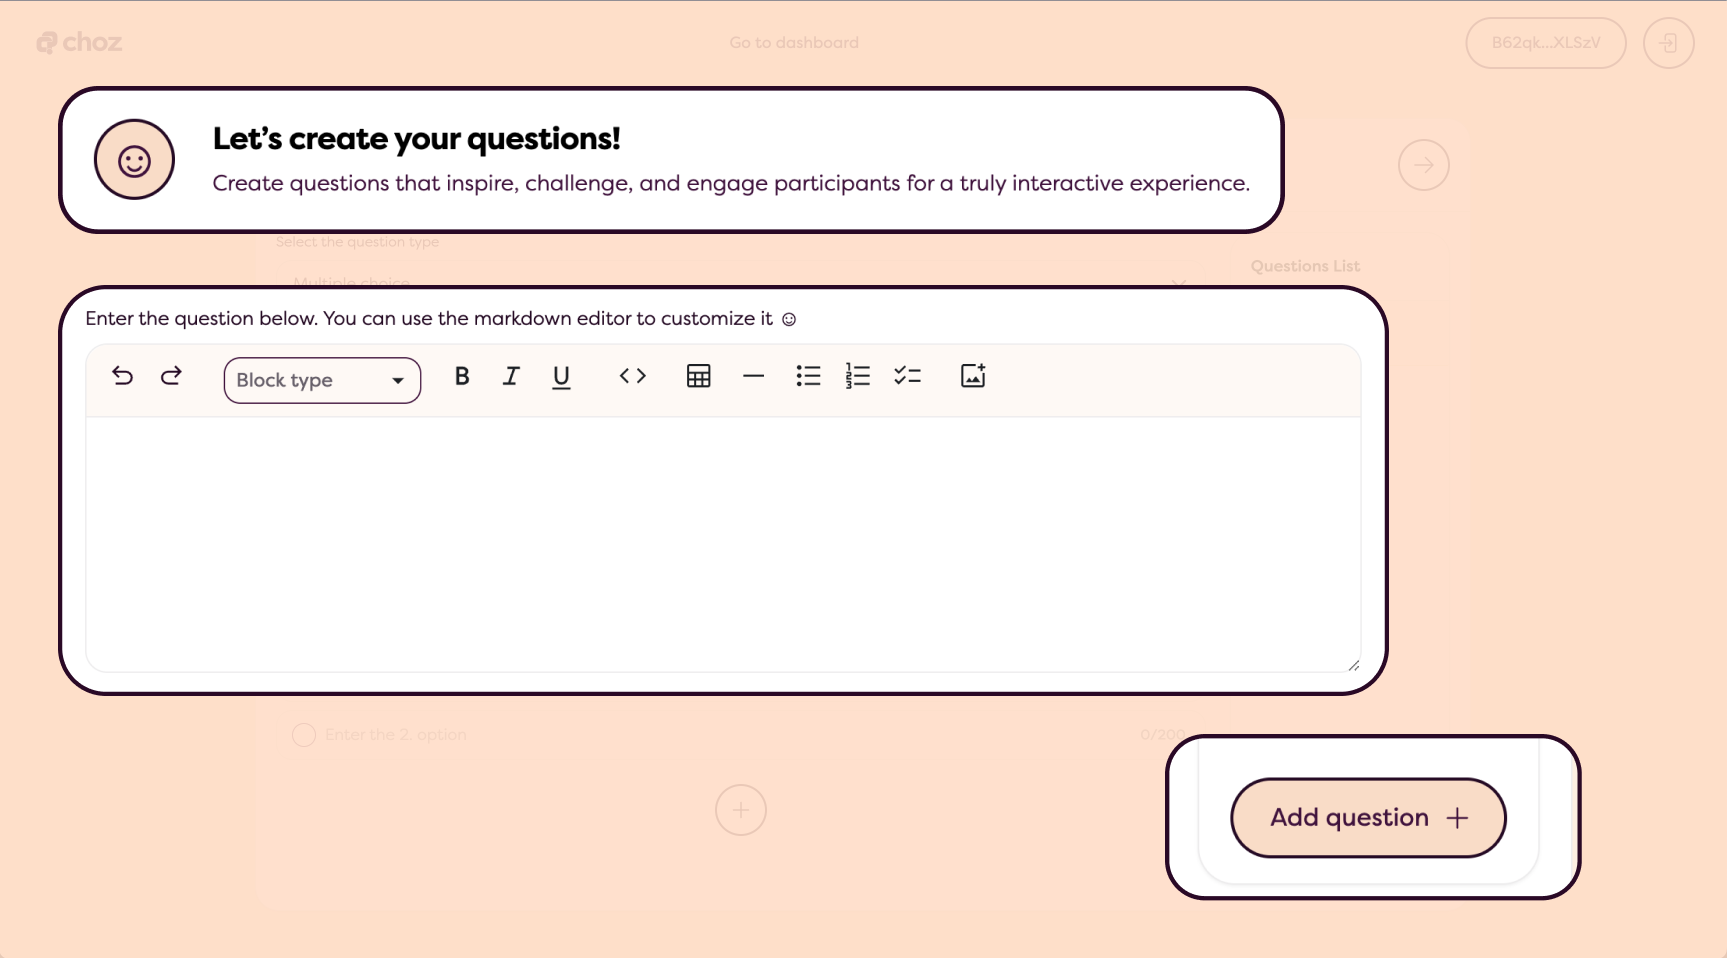 choz
Go to dashboard
B62qk...XLSzV
Let's create your questions!
Create questions that inspire, challenge, and engage participants for a truly interactive experience.
Select the question type
Questions List
Multiple choice
Enter the question below. You can use the markdown editor to customize it ☺
Block type
B I U
Enter the 2. option
0/200
Add question +